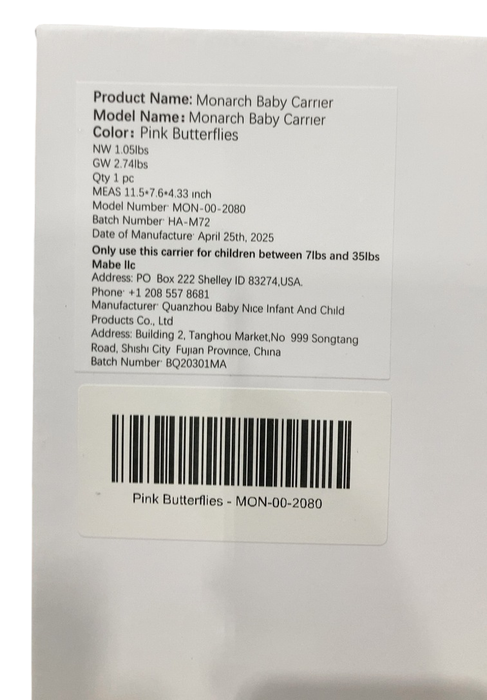 Product Name: Monarch Baby Carrier
Model Name: Monarch Baby Carrier
Color: Pink Butterflies
NW 1.05lbs
GW 2.74lbs
Qty 1 pc
MEAS 11.5*7.6*4.33 inch
Model Number MON-00-2080
Batch Number HA-M72
Date of Manufacture: April 25th, 2025
Only use this carrier for children between 7lbs and 35lbs
Mabe llc
Address: PO Box 222 Shelley ID 83274,USA.
Phone: +1 208 557 8681
Manufacturer Quanzhou Baby Nice Infant And Child
Products Co., Ltd
Address: Building 2, Tanghou Market,No 999 Songtang
Road, Shishi City Fujian Province, China
Batch Number BQ20301MA
Pink Butterflies - MON-00-2080